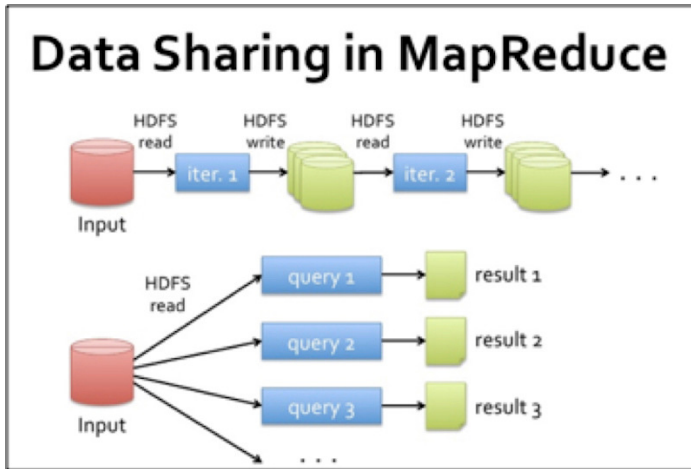 Data Sharing in MapReduce
HDFS read
HDFS write
HDFS read
HDFS write
iter. 1
iter. 2
. . .
Input
HDFS read
query 1
result 1
query 2
result 2
query 3
result 3
Input
. . .